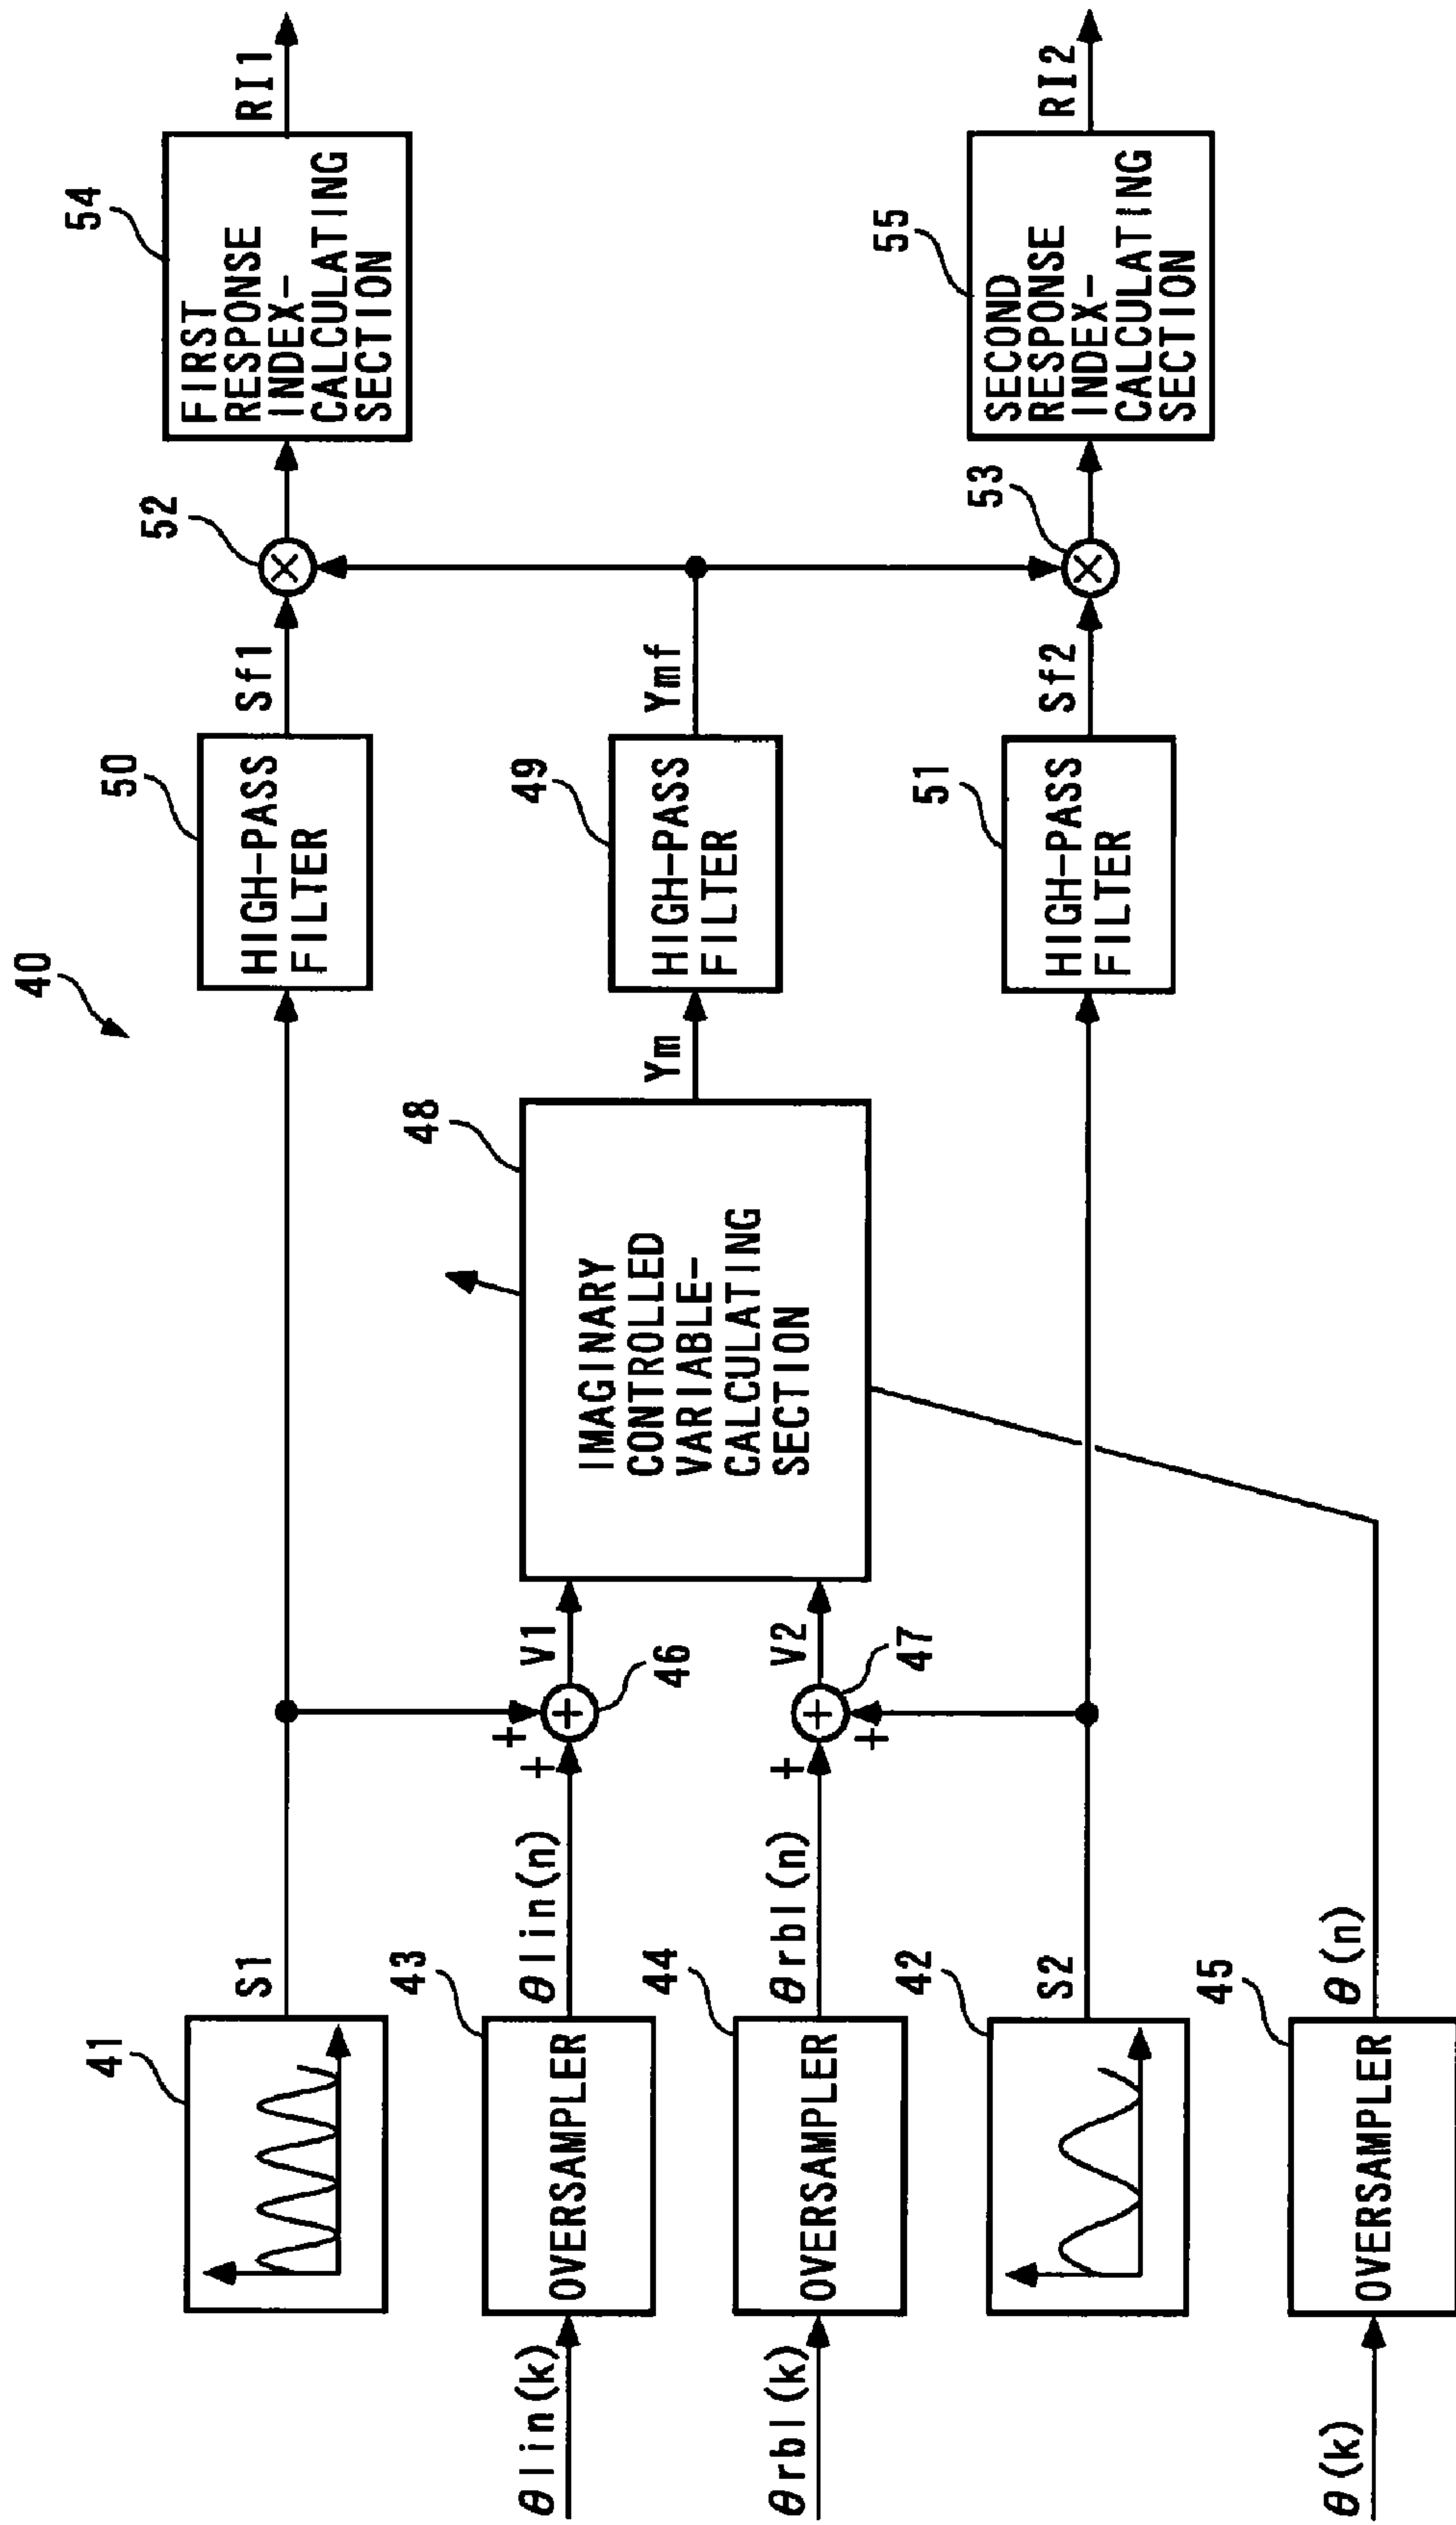 40
41
S1
50
HIGH-PASS
FILTER
Sf1
52
×
54
FIRST
RESPONSE
INDEX-
CALCULATING
SECTION
RI1
θlin(k)
43
OVERSAMPLER
θlin(n)
+
+
+
46
V1
θrbl(k)
44
OVERSAMPLER
θrbl(n)
+
+
+
47
V2
48
IMAGINARY
CONTROLLED
VARIABLE-
CALCULATING
SECTION
Ym
49
HIGH-PASS
FILTER
Ymf
42
S2
51
HIGH-PASS
FILTER
Sf2
53
×
55
SECOND
RESPONSE
INDEX-
CALCULATING
SECTION
RI2
θ(k)
45
OVERSAMPLER
θ(n)